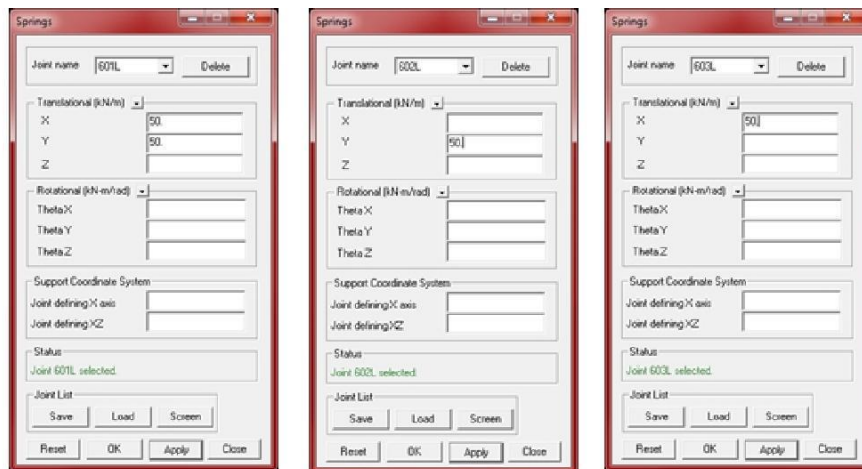 Springs
Joint name 601L Delete
Translational (kN/m)
X 50.
Y 50.
Z
Rotational (kN-m/rad)
Theta X
Theta Y
Theta Z
Support Coordinate System
Joint defining X axis
Joint defining XZ
Status
Joint 601L selected.
Joint List
Save Load Screen
Reset OK Apply Close
Springs
Joint name 602L Delete
Translational (kN/m)
X
Y 50.
Z
Rotational (kN-m/rad)
Theta X
Theta Y
Theta Z
Support Coordinate System
Joint defining X axis
Joint defining XZ
Status
Joint 602L selected.
Joint List
Save Load Screen
Reset OK Apply Close
Springs
Joint name 603L Delete
Translational (kN/m)
X 50.
Y
Z
Rotational (kN-m/rad)
Theta X
Theta Y
Theta Z
Support Coordinate System
Joint defining X axis
Joint defining XZ
Status
Joint 603L selected.
Joint List
Save Load Screen
Reset OK Apply Close